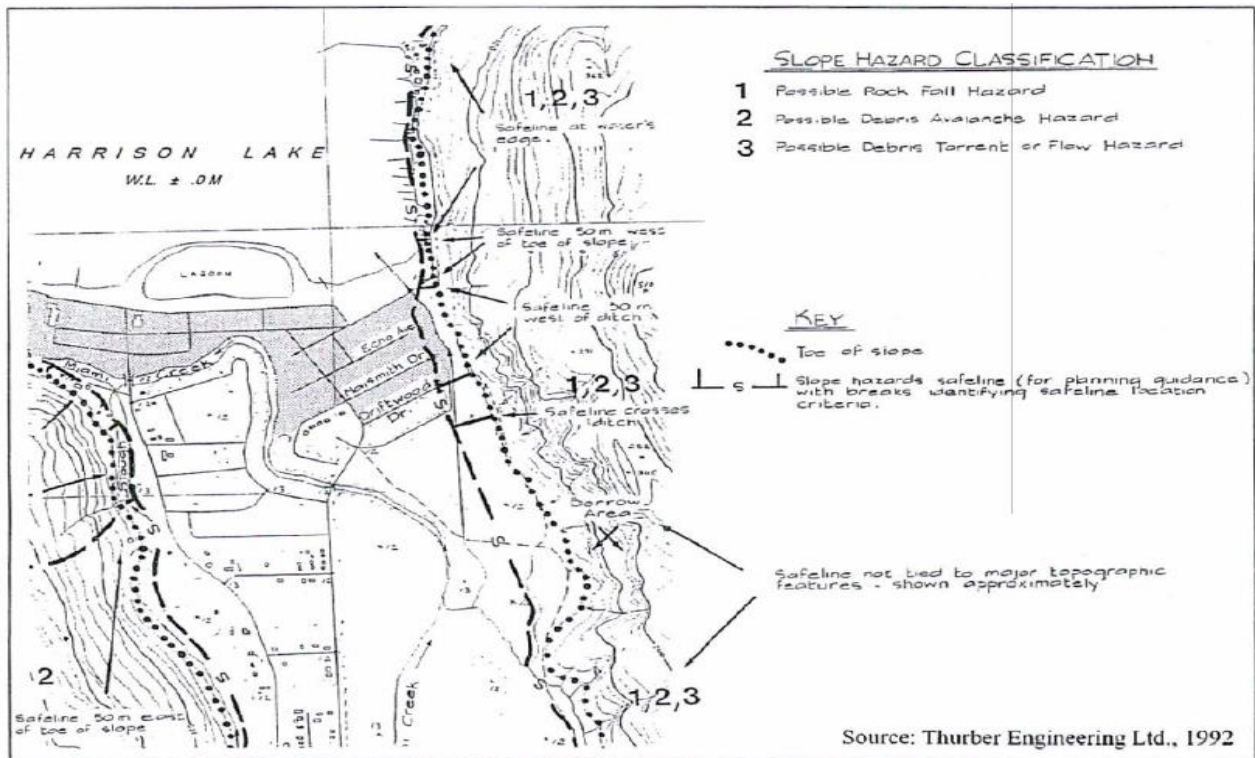 SLOPE HAZARD CLASSIFICATION
1 Possible Rock Fall Hazard
2 Possible Debris Avalanche Hazard
3 Possible Debris Torrent or Flow Hazard
HARRISON LAKE
W.L. ± .0M
1,2,3
Safeline at water's
edge.
S
S
Safeline 50m west
of toe of slope
LAGOON
Safeline 50m
west of ditch
KEY
Toe of slope
S Slope hazards safeline (for planning guidance)
with breaks identifying safeline location
criteria.
Echo Ave
Naismith Dr.
Driftwood
Dr.
Miami Creek
1,2,3
Safeline crosses
ditch
S
Slough
Borrow
Area
S
S
Safeline not tied to major topographic
features - shown approximately
2
S
S
1,2,3
Creek
Safeline 50m east
of toe of slope
Source: Thurber Engineering Ltd., 1992